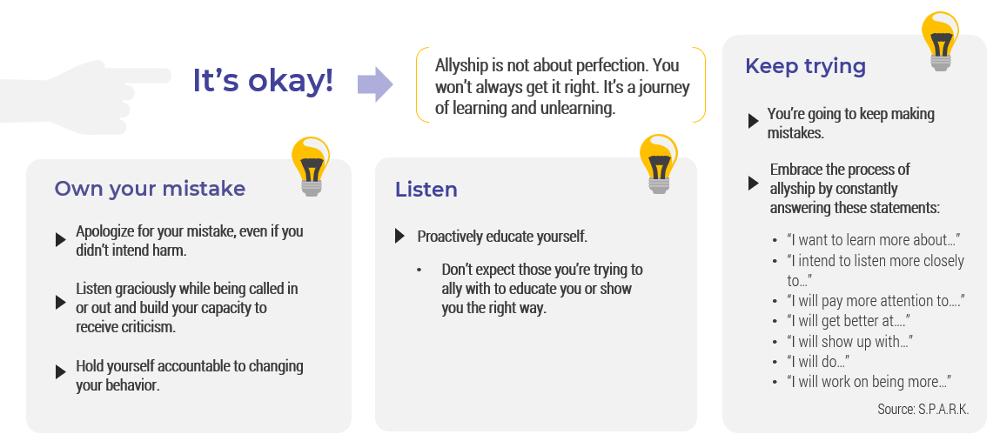 It's okay!
Allyship is not about perfection. You
won't always get it right. It's a journey
of learning and unlearning.
Own your mistake
Apologize for your mistake, even if you
didn't intend harm.
Listen graciously while being called in
or out and build your capacity to
receive criticism.
Hold yourself accountable to changing
your behavior.
Listen
Proactively educate yourself.
• Don't expect those you're trying to
ally with to educate you or show
you the right way.
Keep trying
You're going to keep making
mistakes.
Embrace the process of
allyship by constantly
answering these statements:
• “I want to learn more about…”
• “I intend to listen more closely
to…”
• “I will pay more attention to….”
• “I will get better at….”
• “I will show up with…”
• “I will do…”
• “I will work on being more…”
Source: S.P.A.R.K.